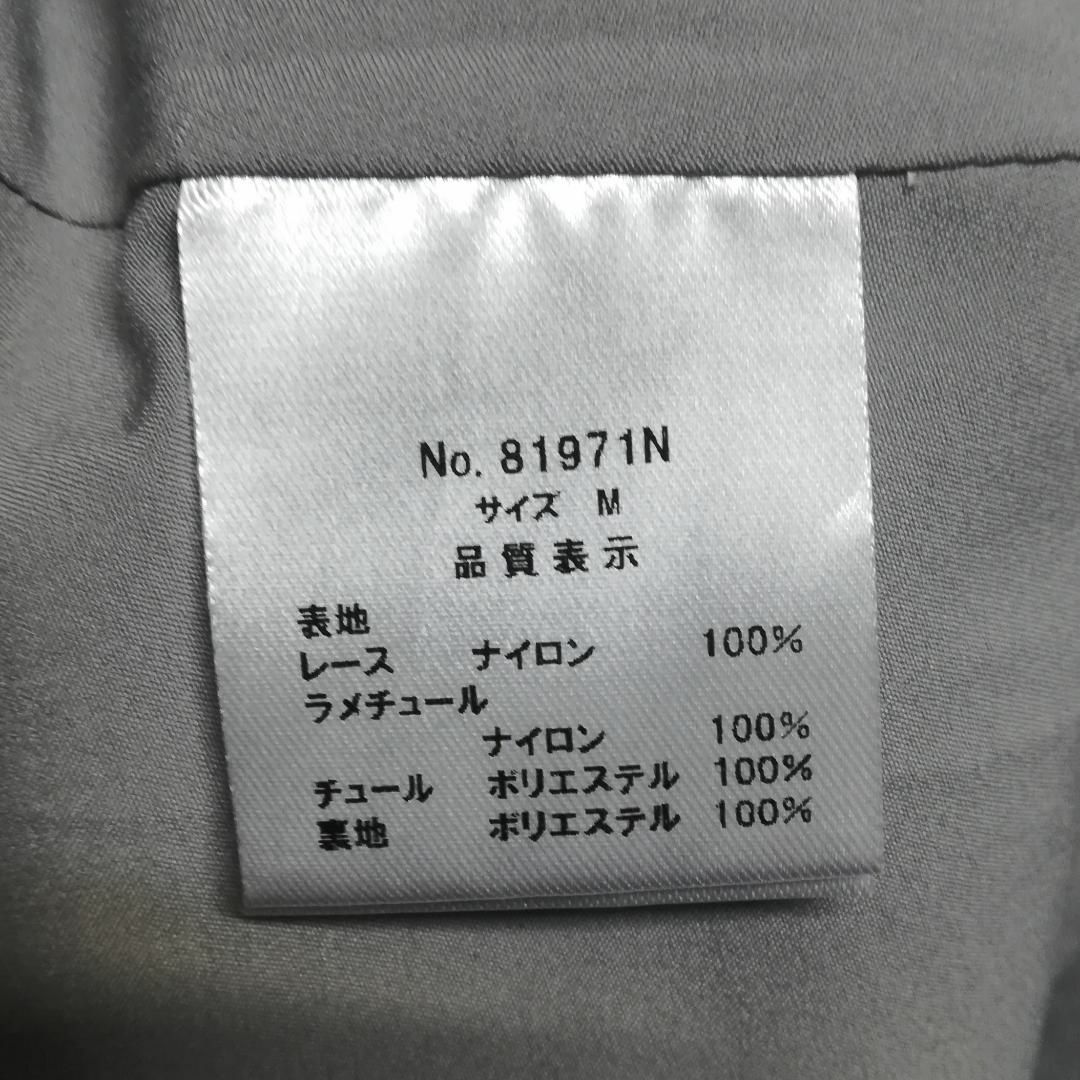 No. 81971N
サイズ M
品質表示
表地
レース ナイロン 100%
ラメチュール
ナイロン 100%
チュール ポリエステル 100%
裏地 ポリエステル 100%